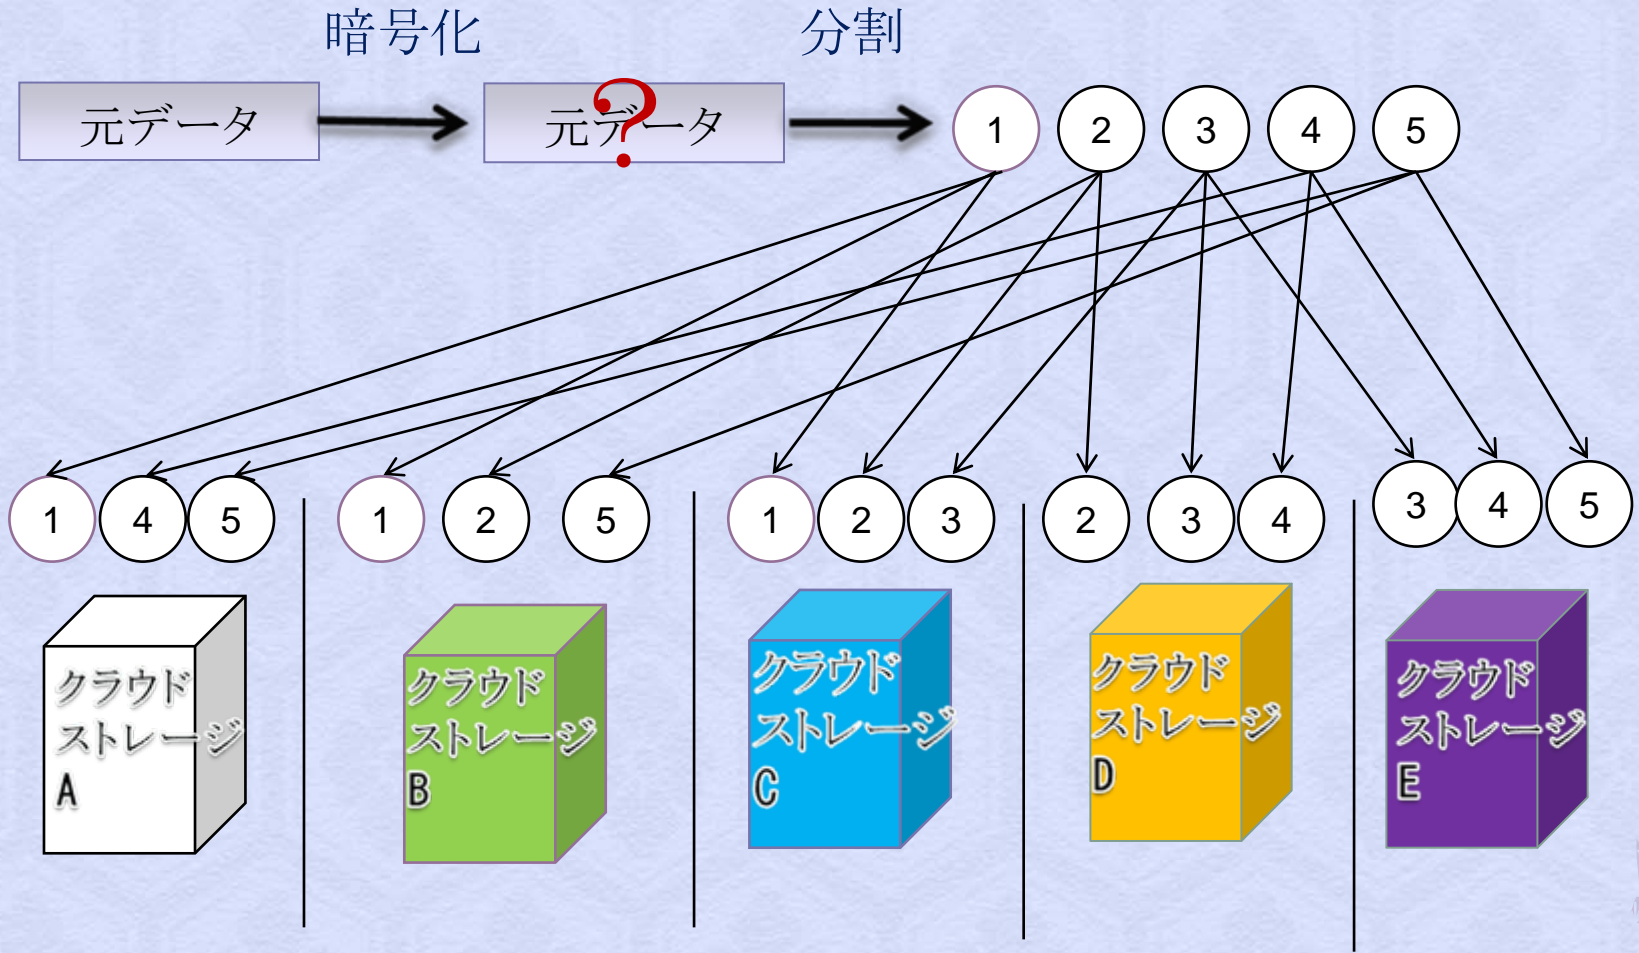 暗号化
分割
元データ
元データ
?
1 2 3 4 5
1 4 5
1 2 5
1 2 3
2 3 4
3 4 5
クラウド
ストレージ
A
クラウド
ストレージ
B
クラウド
ストレージ
C
クラウド
ストレージ
D
クラウド
ストレージ
E